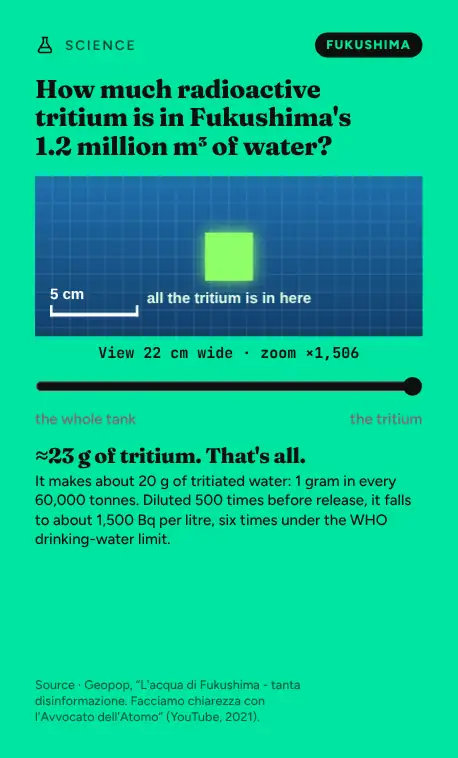 SCIENCE
FUKUSHIMA
How much radioactive
tritium is in Fukushima's
1.2 million m³ of water?
5 cm
all the tritium is in here
View 22 cm wide · zoom ×1,506
the whole tank
the tritium
≈23 g of tritium. That's all.
It makes about 20 g of tritiated water: 1 gram in every
60,000 tonnes. Diluted 500 times before release, it falls
to about 1,500 Bq per litre, six times under the WHO
drinking-water limit.
Source · Geopop, “L'acqua di Fukushima - tanta
disinformazione. Facciamo chiarezza con
l'Avvocato dell'Atomo” (YouTube, 2021).